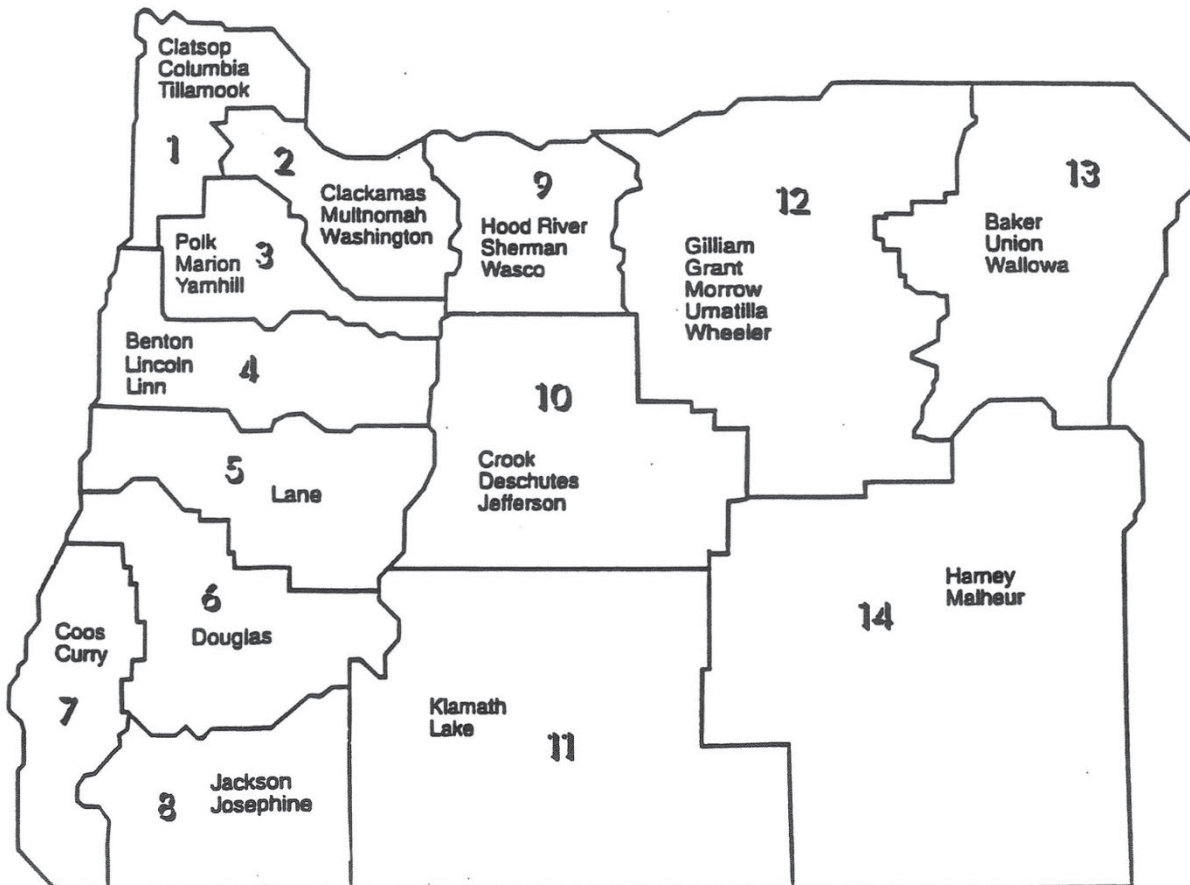 Clatsop
Columbia
Tillamook
1
2
Clackamas
Multnomah
Washington
3
Polk
Marion
Yamhill
4
Benton
Lincoln
Linn
5
Lane
6
Douglas
7
Coos
Curry
8
Jackson
Josephine
9
Hood River
Sherman
Wasco
10
Crook
Deschutes
Jefferson
11
Klamath
Lake
12
Gilliam
Grant
Morrow
Umatilla
Wheeler
13
Baker
Union
Wallowa
14
Harney
Malheur